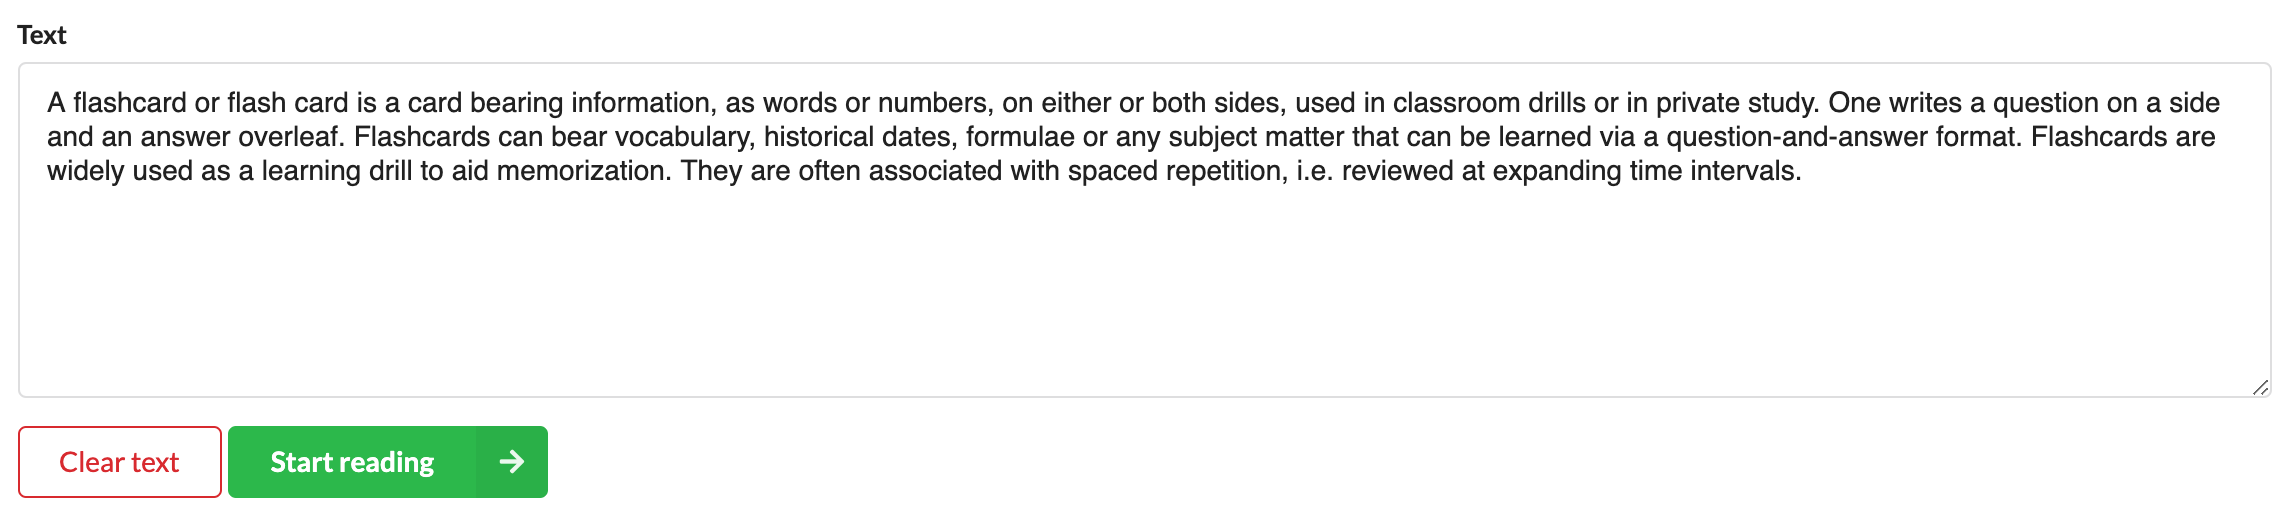 Text
A flashcard or flash card is a card bearing information, as words or numbers, on either or both sides, used in classroom drills or in private study. One writes a question on a side
and an answer overleaf. Flashcards can bear vocabulary, historical dates, formulae or any subject matter that can be learned via a question-and-answer format. Flashcards are
widely used as a learning drill to aid memorization. They are often associated with spaced repetition, i.e. reviewed at expanding time intervals.
Clear text
Start reading